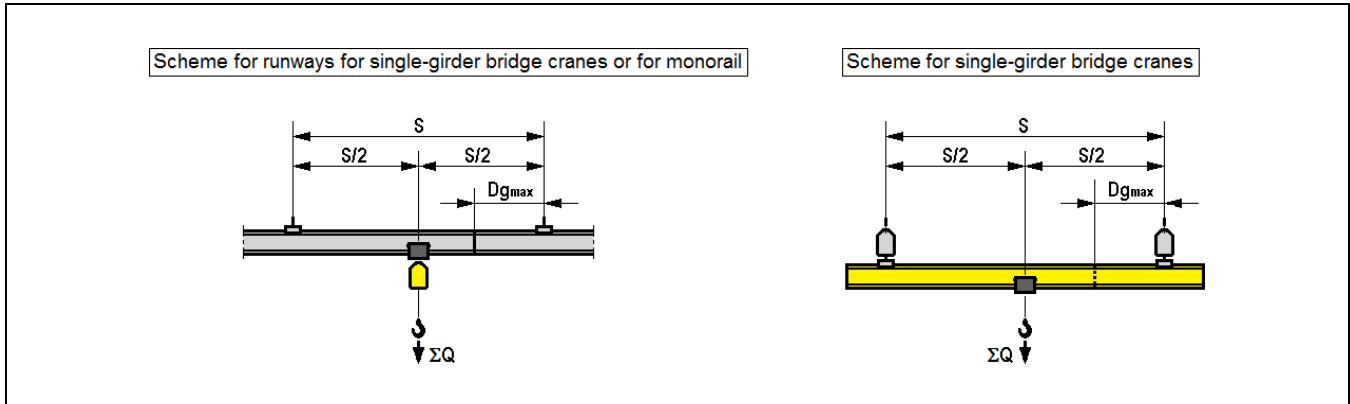 Scheme for runways for single-girder bridge cranes or for monorail
S
S/2 S/2
Dgmax
ΣQ
Scheme for single-girder bridge cranes
S
S/2 S/2
Dgmax
ΣQ